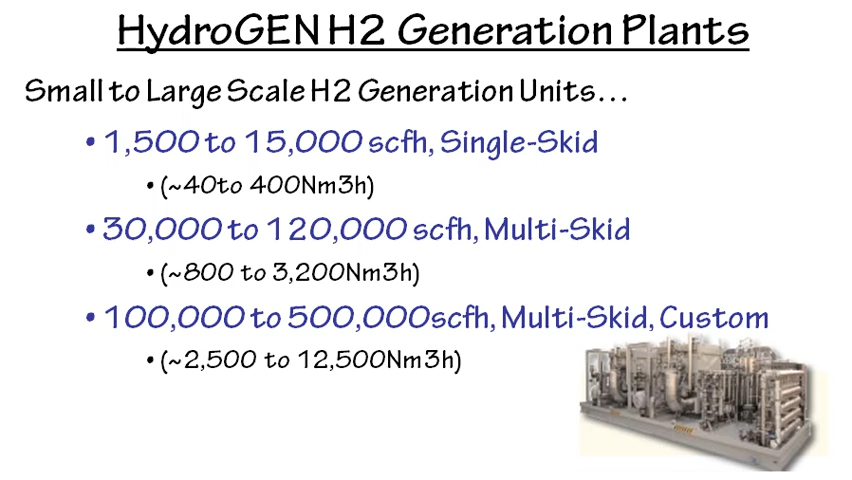 HydroGEN H2 Generation Plants
Small to Large Scale H2 Generation Units...
• 1,500 to 15,000 scfh, Single-Skid
• (~40to 400Nm3h)
• 30,000 to 120,000 scfh, Multi-Skid
• (~800 to 3,200Nm3h)
• 100,000 to 500,000scfh, Multi-Skid, Custom
• (~2,500 to 12,500Nm3h)